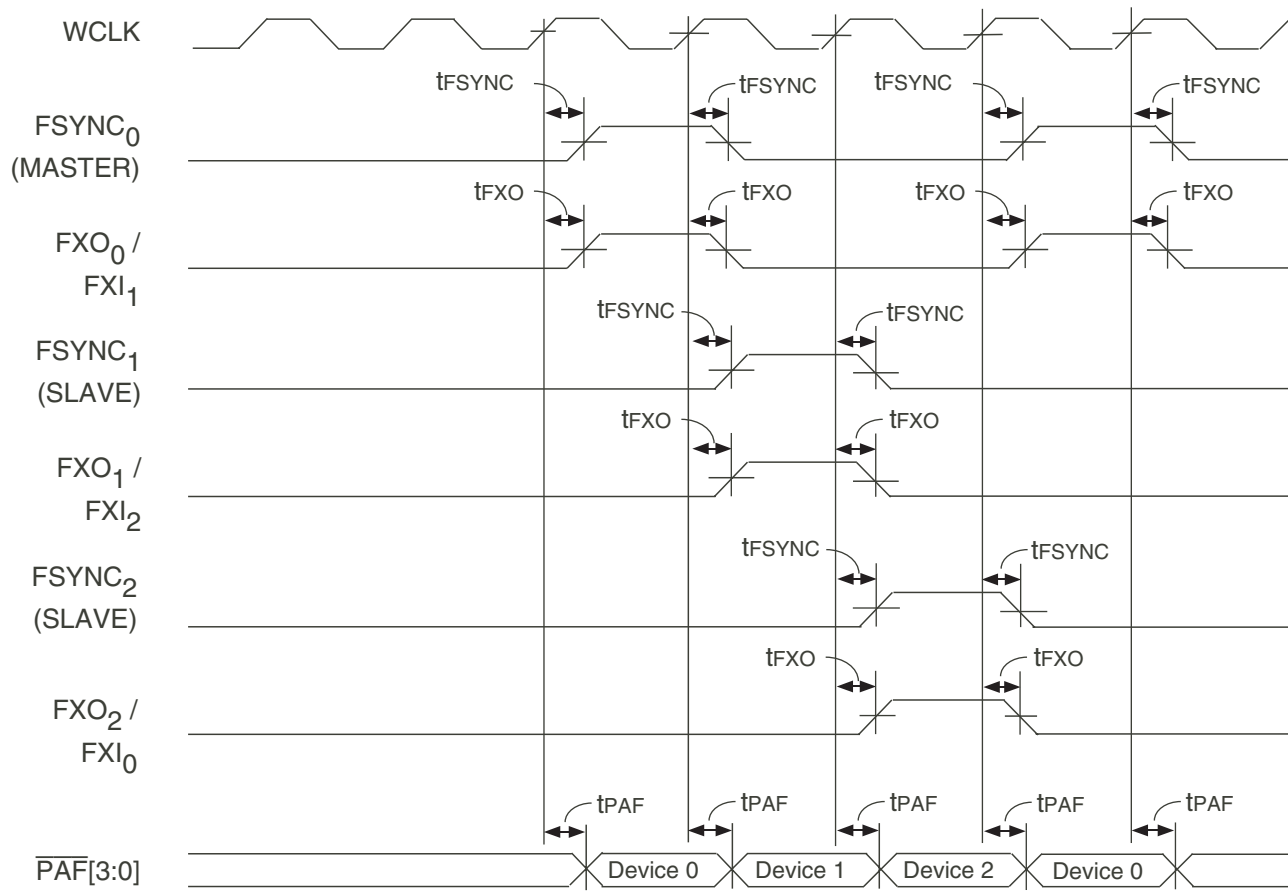 WCLK
tFSYNC tFSYNC tFSYNC tFSYNC
FSYNC0
(MASTER)
tFXO tFXO tFXO tFXO
FXO0 /
FXI1
tFSYNC tFSYNC
FSYNC1
(SLAVE)
tFXO tFXO
FXO1 /
FXI2
tFSYNC tFSYNC
FSYNC2
(SLAVE)
tFXO tFXO
FXO2 /
FXI0
tPAF tPAF tPAF tPAF tPAF
PAF[3:0] Device 0 Device 1 Device 2 Device 0